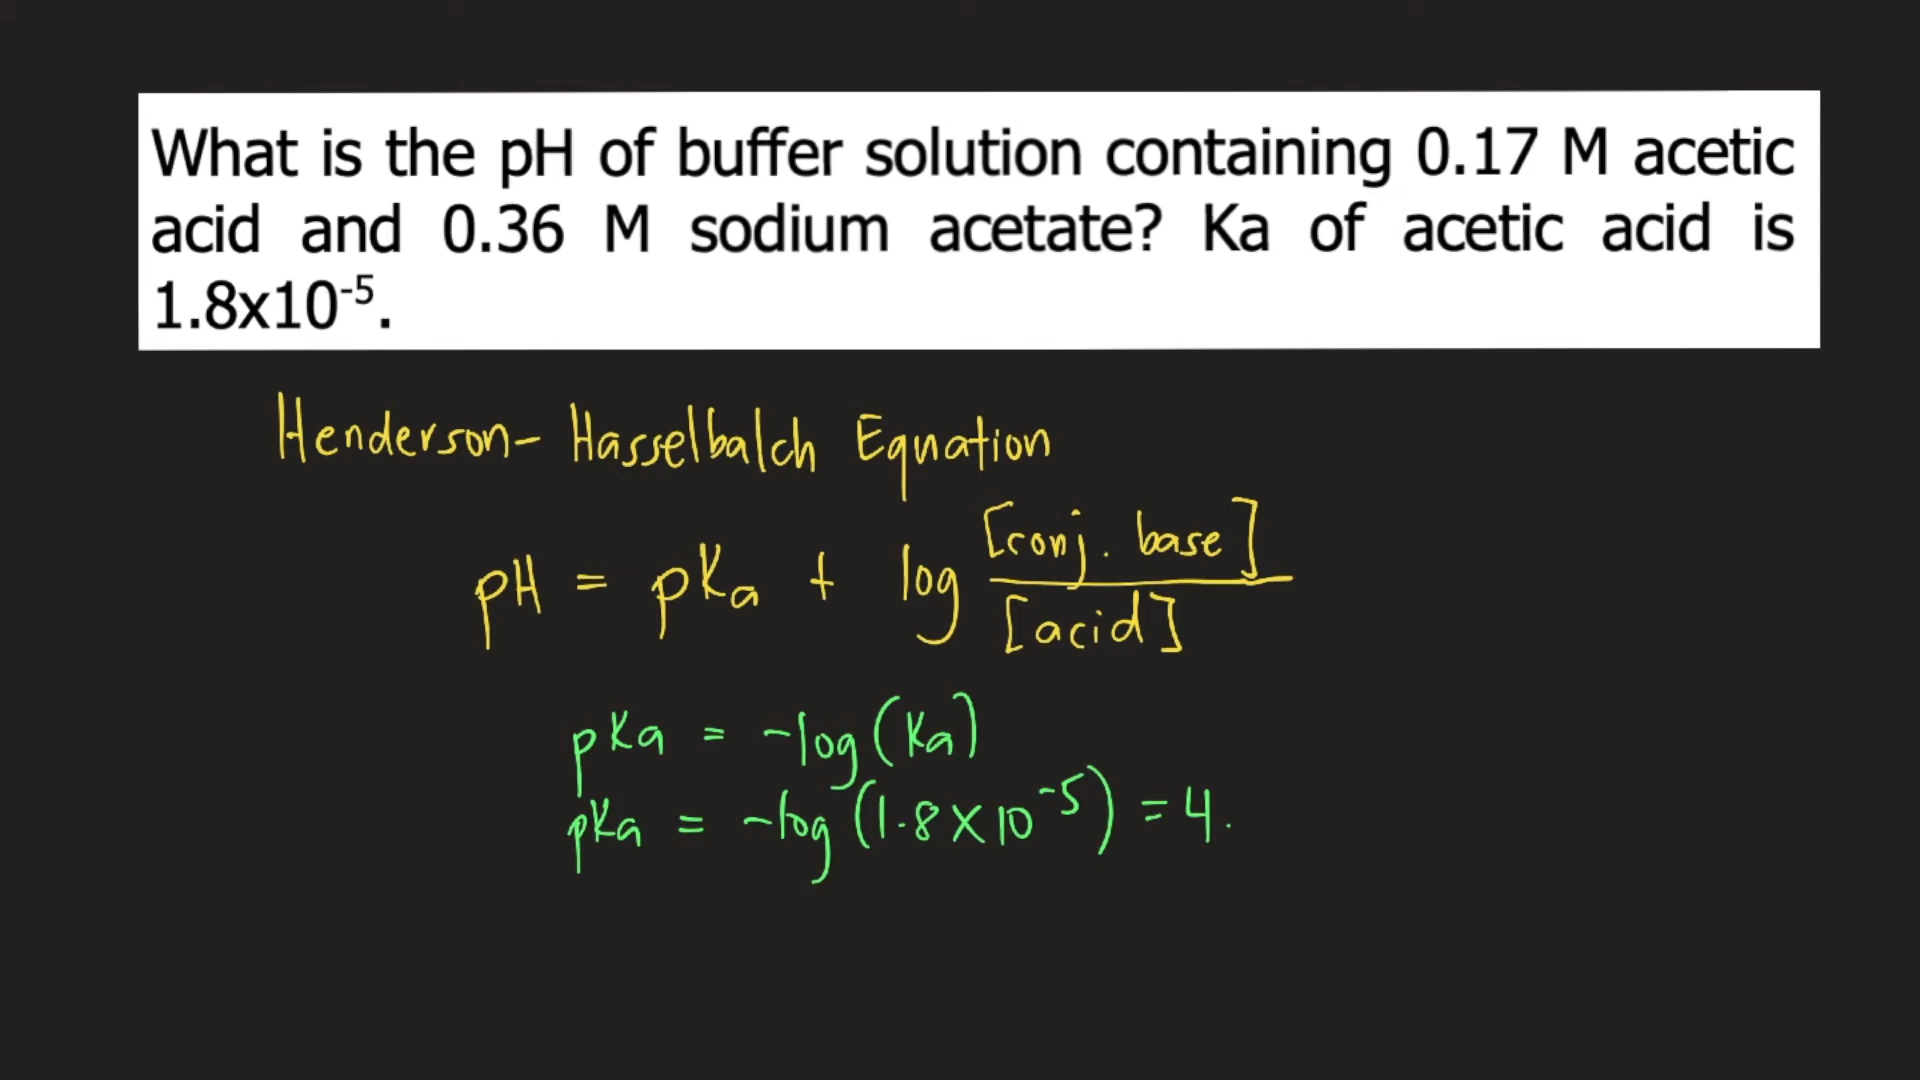 What is the pH of buffer solution containing 0.17 M acetic
acid and 0.36 M sodium acetate? Ka of acetic acid is
1.8x10⁻⁵.
Henderson- Hasselbalch Equation
pH = pKa + log [conj. base] / [acid]
pKa = -log(Ka)
pKa = -log(1.8×10⁻⁵) = 4.